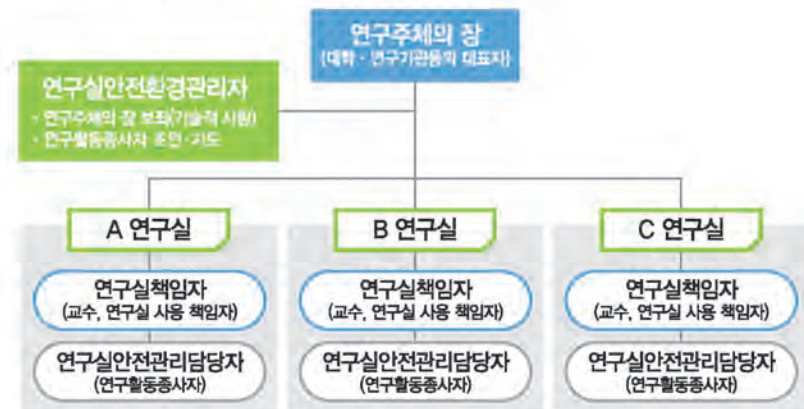 연구주체의 장
(대학·연구기관등의 대표자)
연구실안전환경관리자
- 연구주체의 장 보좌(기술적 지원)
- 연구활동종사자 조언·지도
A 연구실
연구실책임자
(교수, 연구실 사용 책임자)
연구실안전관리담당자
(연구활동종사자)
B 연구실
연구실책임자
(교수, 연구실 사용 책임자)
연구실안전관리담당자
(연구활동종사자)
C 연구실
연구실책임자
(교수, 연구실 사용 책임자)
연구실안전관리담당자
(연구활동종사자)